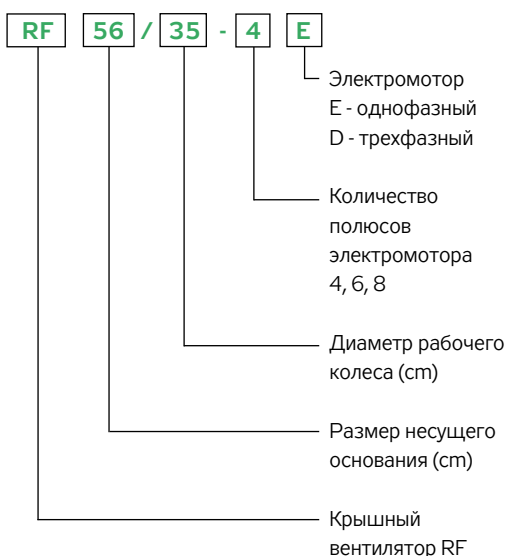 RF 56 / 35 - 4 E
Электромотор
E - однофазный
D - трехфазный
Количество
полюсов
электромотора
4, 6, 8
Диаметр рабочего
колеса (cm)
Размер несущего
основания (cm)
Крышный
вентилятор RF